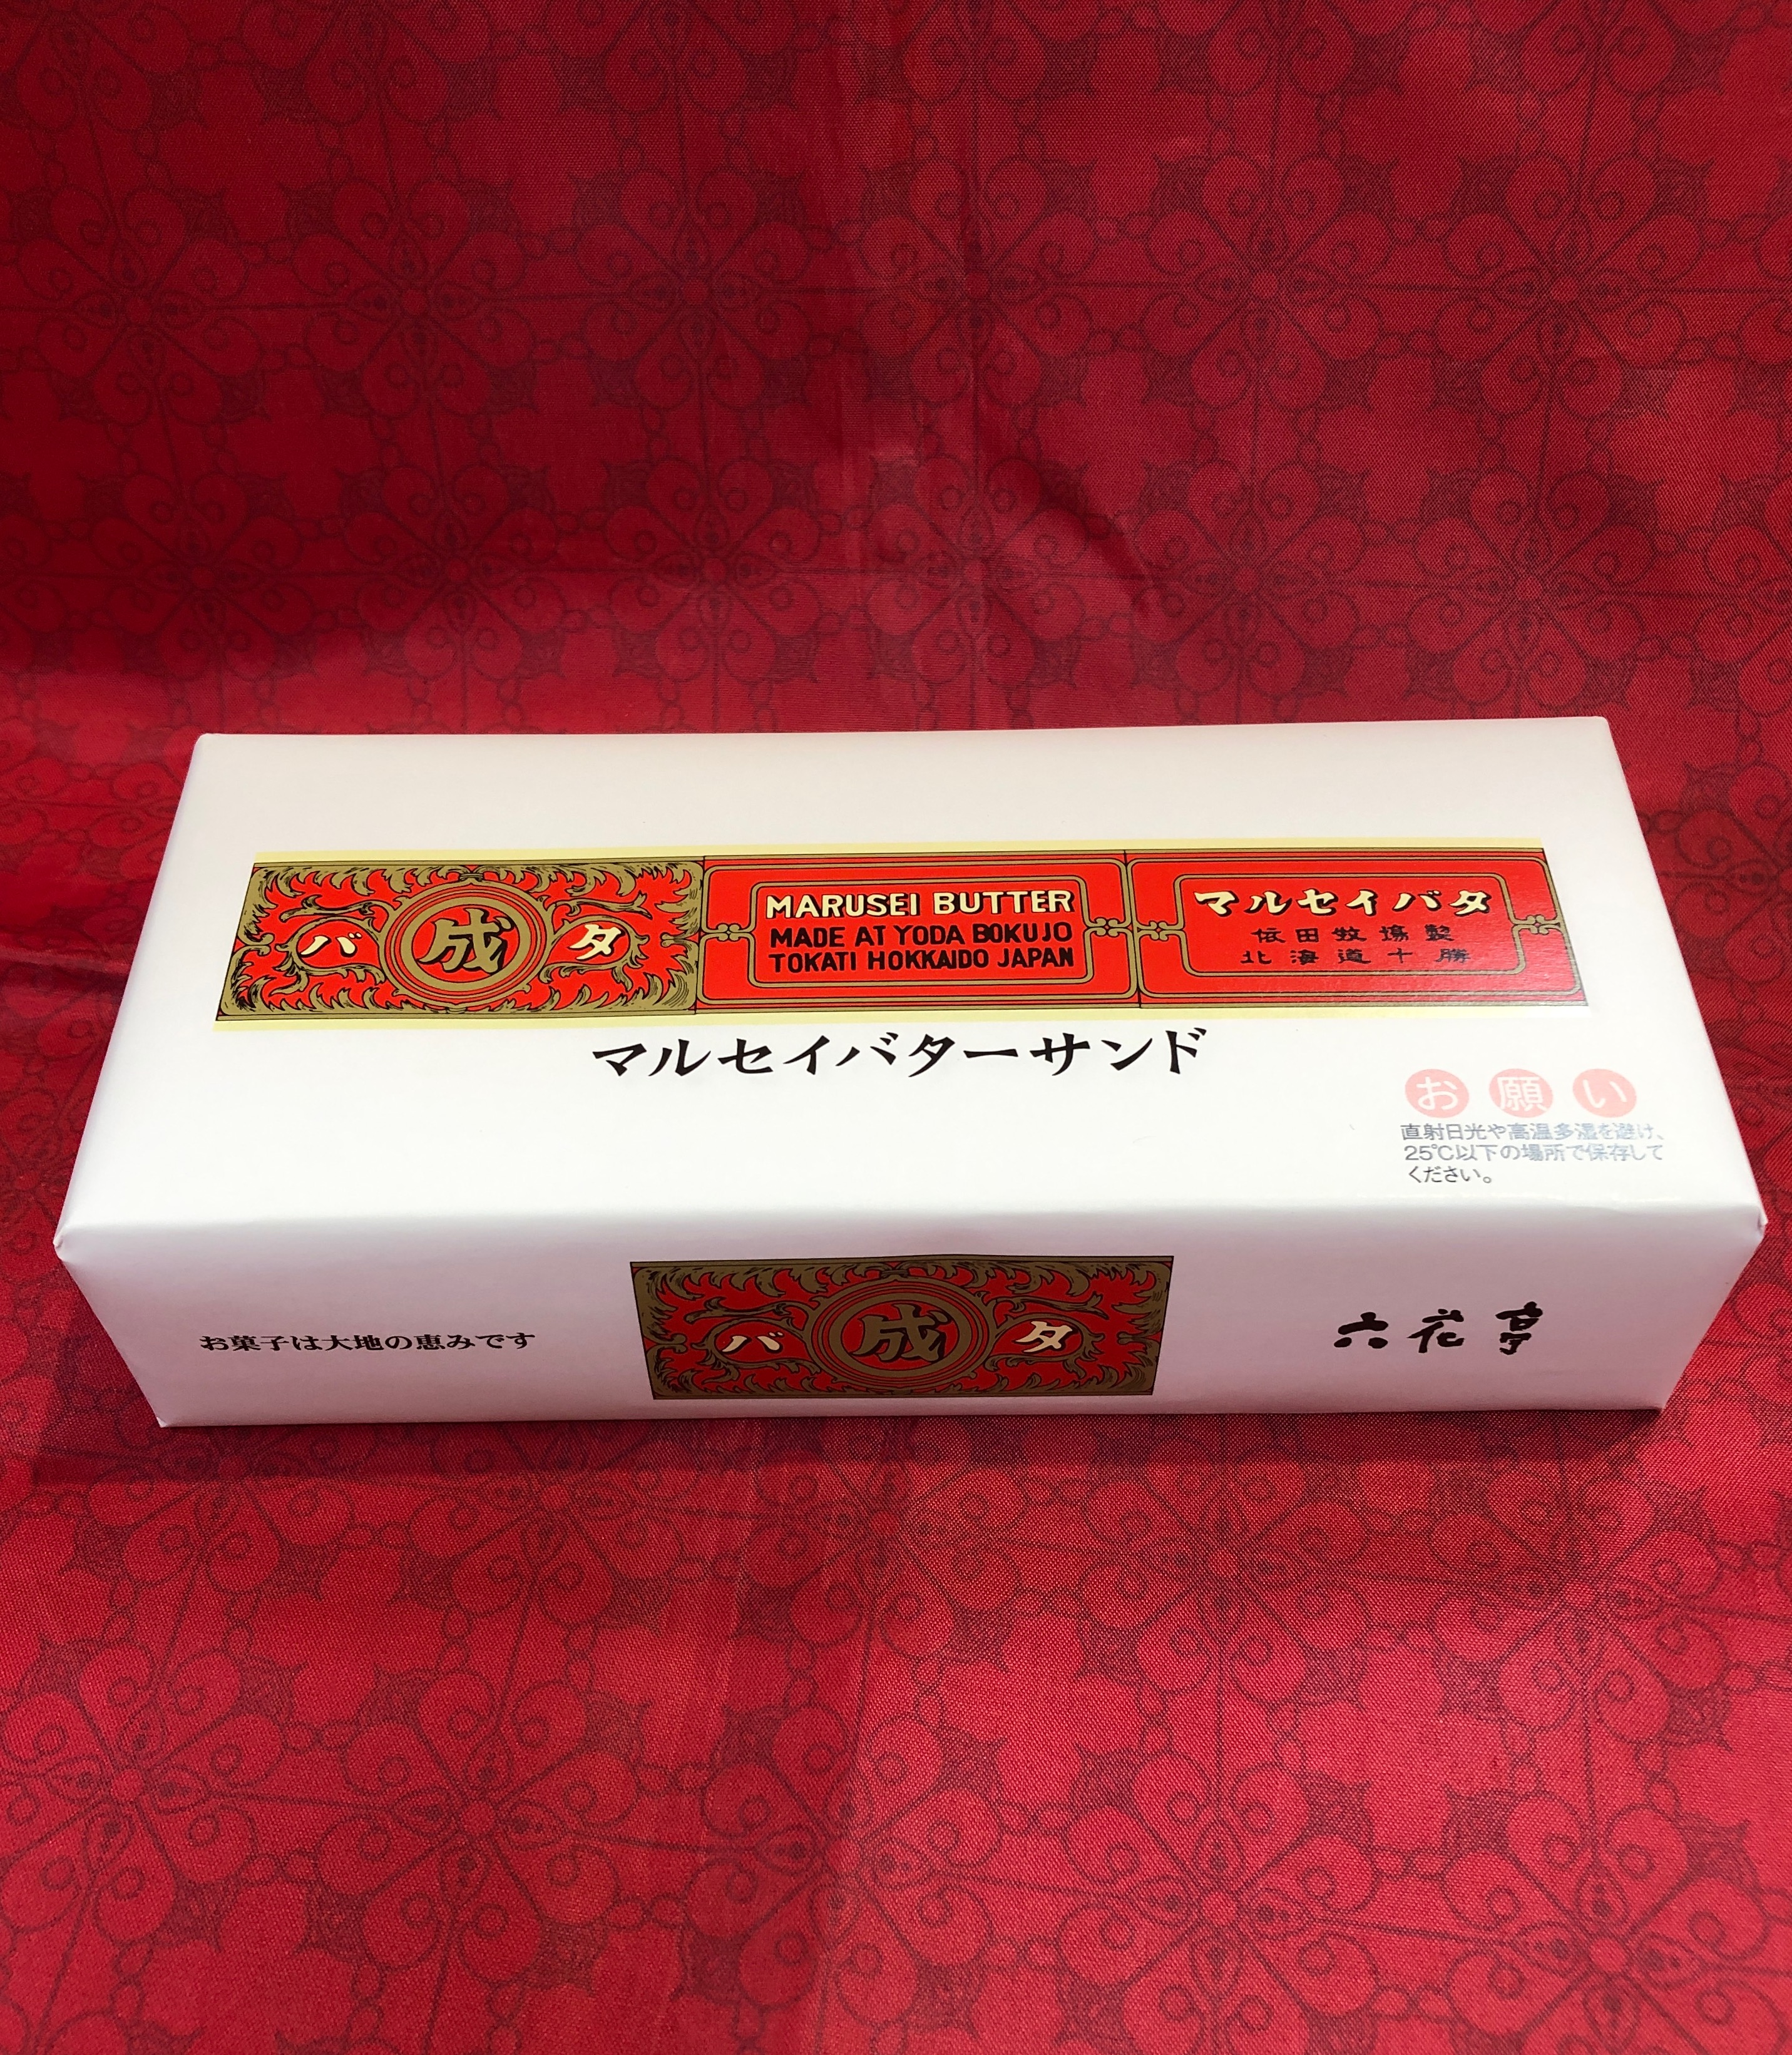 バ 成 タ
MARUSEI BUTTER
MADE AT YODA BOKUJO
TOKATI HOKKAIDO JAPAN
マルセイバタ
依田牧場製
北海道十勝
マルセイバターサンド
お願い
直射日光や高温多湿を避け、
25℃以下の場所で保存して
ください。
お菓子は大地の恵みです
バ 成 タ
六花亭